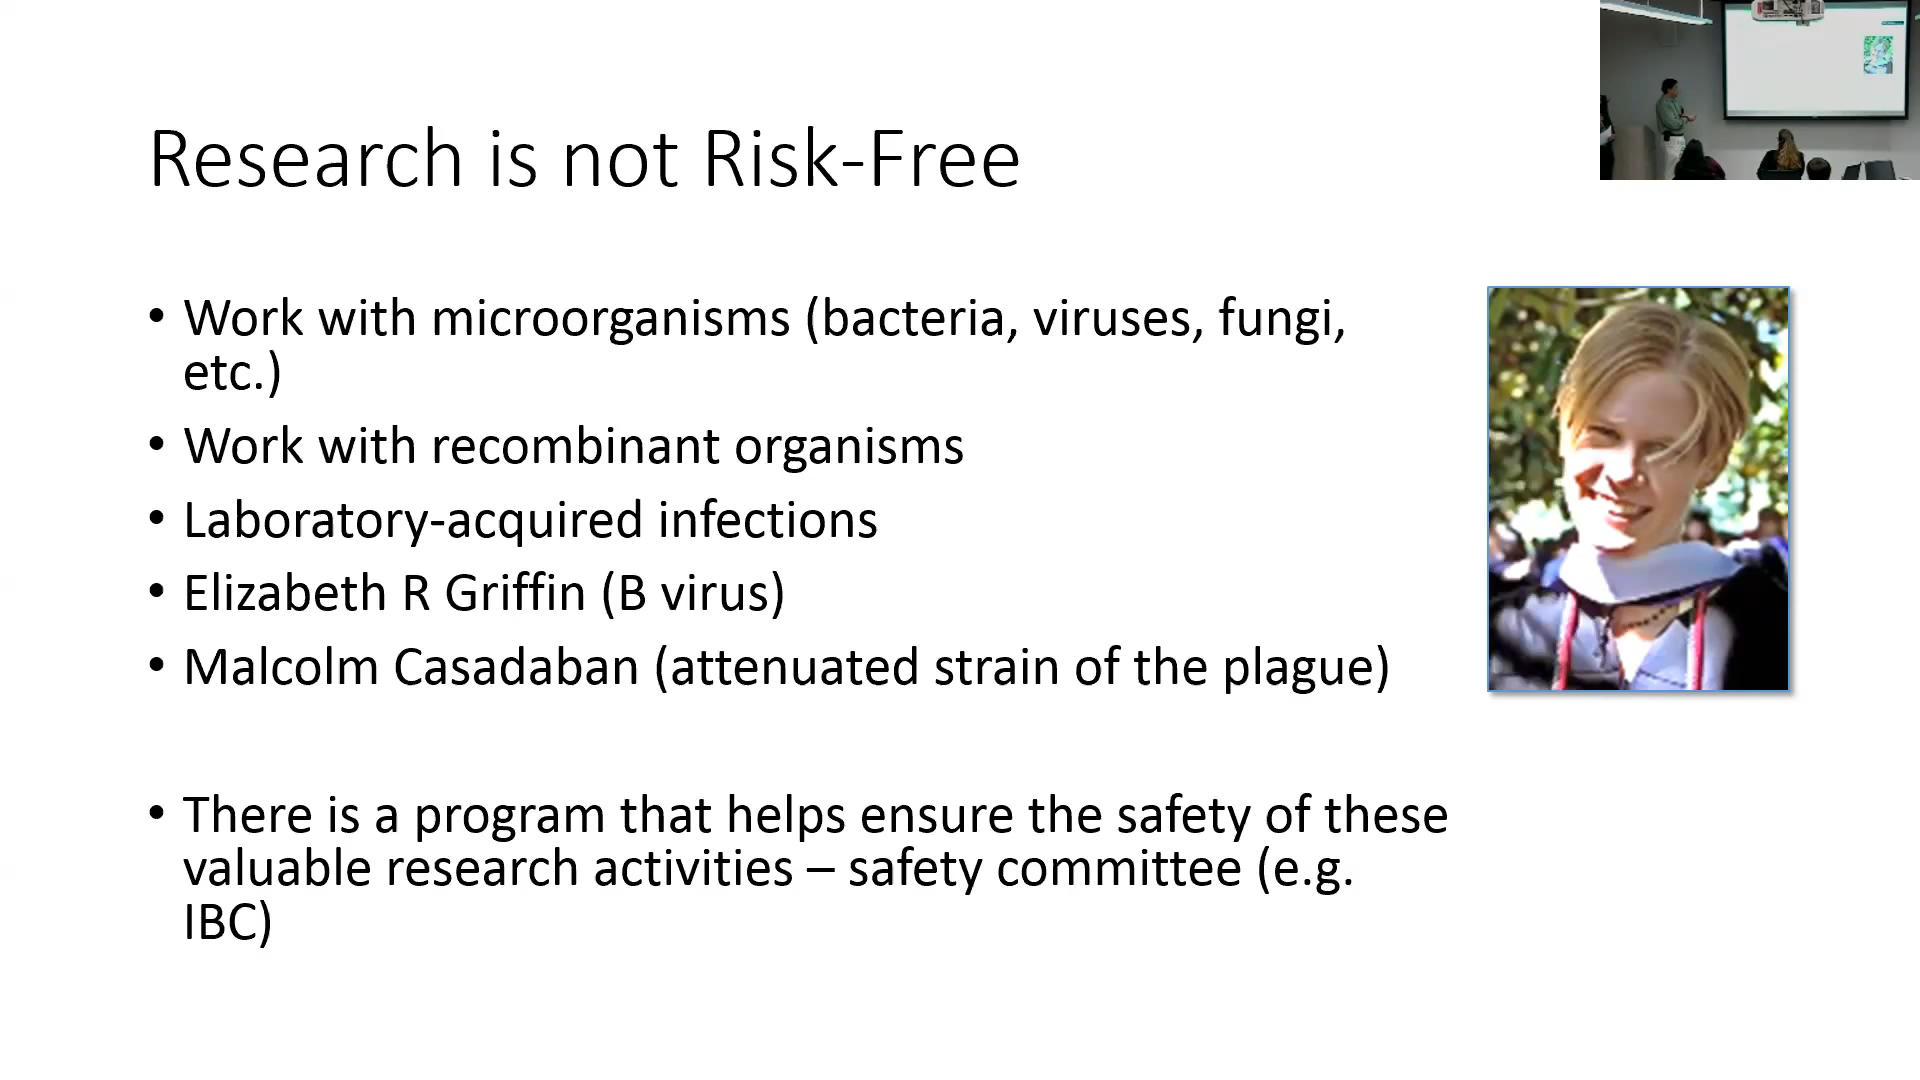 Research is not Risk-Free
• Work with microorganisms (bacteria, viruses, fungi,
etc.)
• Work with recombinant organisms
• Laboratory-acquired infections
• Elizabeth R Griffin (B virus)
• Malcolm Casadaban (attenuated strain of the plague)
• There is a program that helps ensure the safety of these
valuable research activities – safety committee (e.g.
IBC)